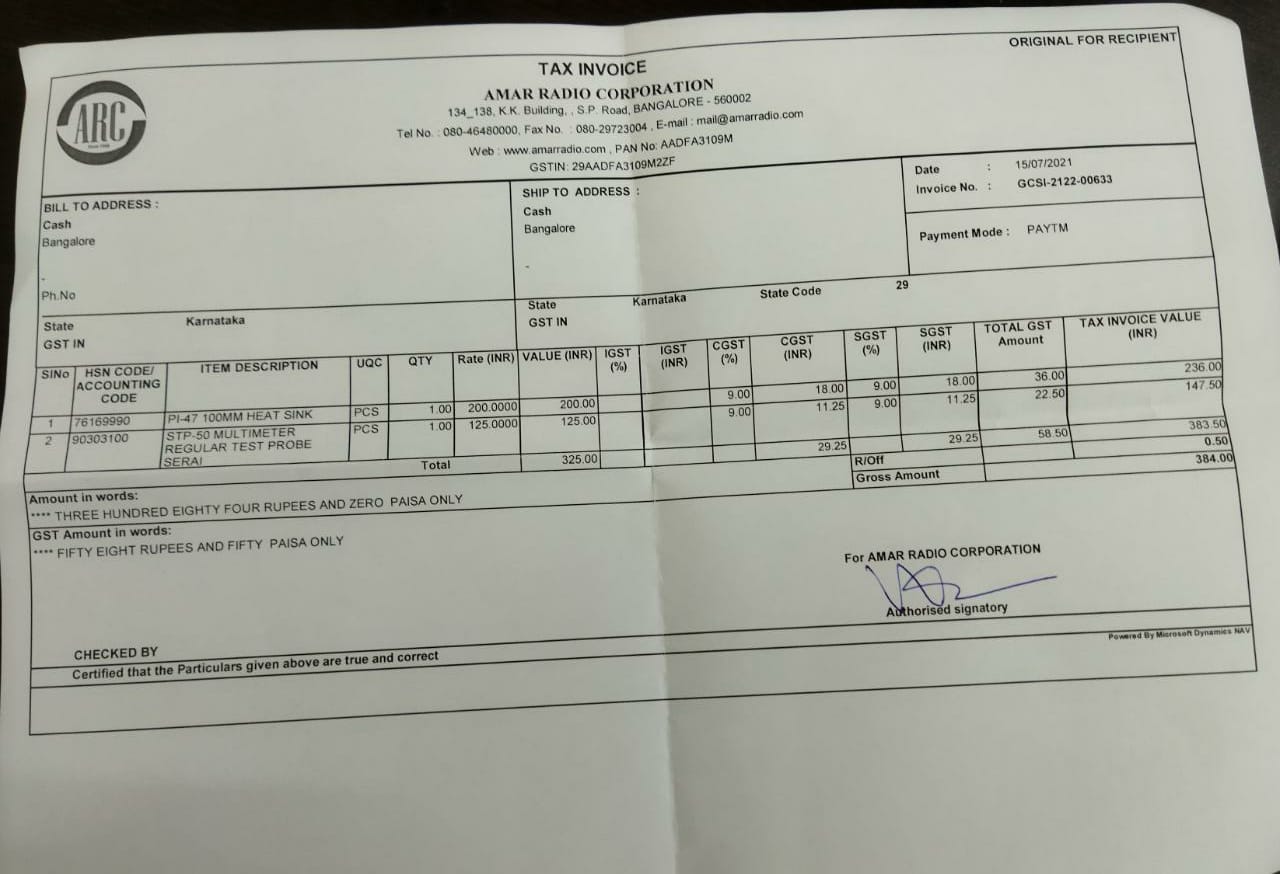 ORIGINAL FOR RECIPIENT
TAX INVOICE
ARC
AMAR RADIO CORPORATION
134_138, K.K. Building, , S.P. Road, BANGALORE - 560002
Tel No. : 080-46480000, Fax No. : 080-29723004 , E-mail : mail@amarradio.com
Web : www.amarradio.com , PAN No: AADFA3109M
GSTIN: 29AADFA3109M2ZF
Date : 15/07/2021
Invoice No. : GCSI-2122-00633
Payment Mode : PAYTM
BILL TO ADDRESS :
Cash
Bangalore
.
Ph.No
State Karnataka
GST IN
SHIP TO ADDRESS :
Cash
Bangalore
.
State Karnataka State Code 29
GST IN
SlNo HSN CODE/ ACCOUNTING CODE ITEM DESCRIPTION UQC QTY Rate (INR) VALUE (INR) IGST (%) IGST (INR) CGST (%) CGST (INR) SGST (%) SGST (INR) TOTAL GST Amount TAX INVOICE VALUE (INR)
1 76169990 PI-47 100MM HEAT SINK PCS 1.00 200.0000 200.00 9.00 18.00 9.00 18.00 36.00 236.00
2 90303100 STP-50 MULTIMETER PCS 1.00 125.0000 125.00 9.00 11.25 9.00 11.25 22.50 147.50
REGULAR TEST PROBE
SERAI
Total 325.00 29.25 29.25 58.50 383.50
R/Off 0.50
Gross Amount 384.00
Amount in words:
**** THREE HUNDRED EIGHTY FOUR RUPEES AND ZERO PAISA ONLY
GST Amount in words:
**** FIFTY EIGHT RUPEES AND FIFTY PAISA ONLY
For AMAR RADIO CORPORATION
Authorised signatory
CHECKED BY
Powered By Microsoft Dynamics NAV
Certified that the Particulars given above are true and correct